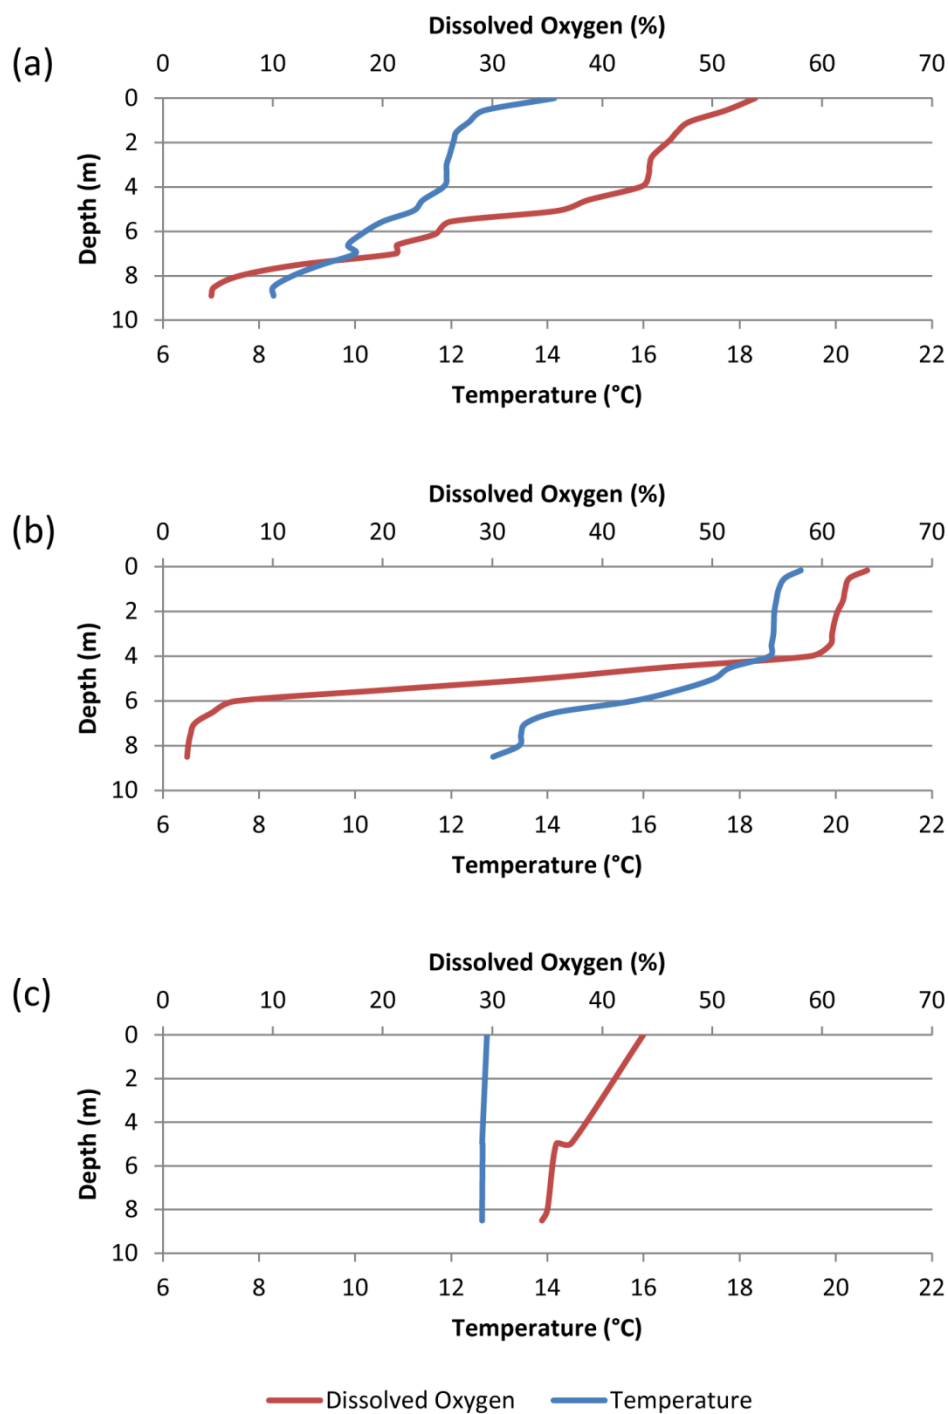 Dissolved Oxygen (%)
(a)
0 10 20 30 40 50 60 70
0
2
4
6
8
10
Depth (m)
6 8 10 12 14 16 18 20 22
Temperature (°C)
Dissolved Oxygen (%)
(b)
0 10 20 30 40 50 60 70
0
2
4
6
8
10
Depth (m)
6 8 10 12 14 16 18 20 22
Temperature (°C)
Dissolved Oxygen (%)
(c)
0 10 20 30 40 50 60 70
0
2
4
6
8
10
Depth (m)
6 8 10 12 14 16 18 20 22
Temperature (°C)
Dissolved Oxygen Temperature